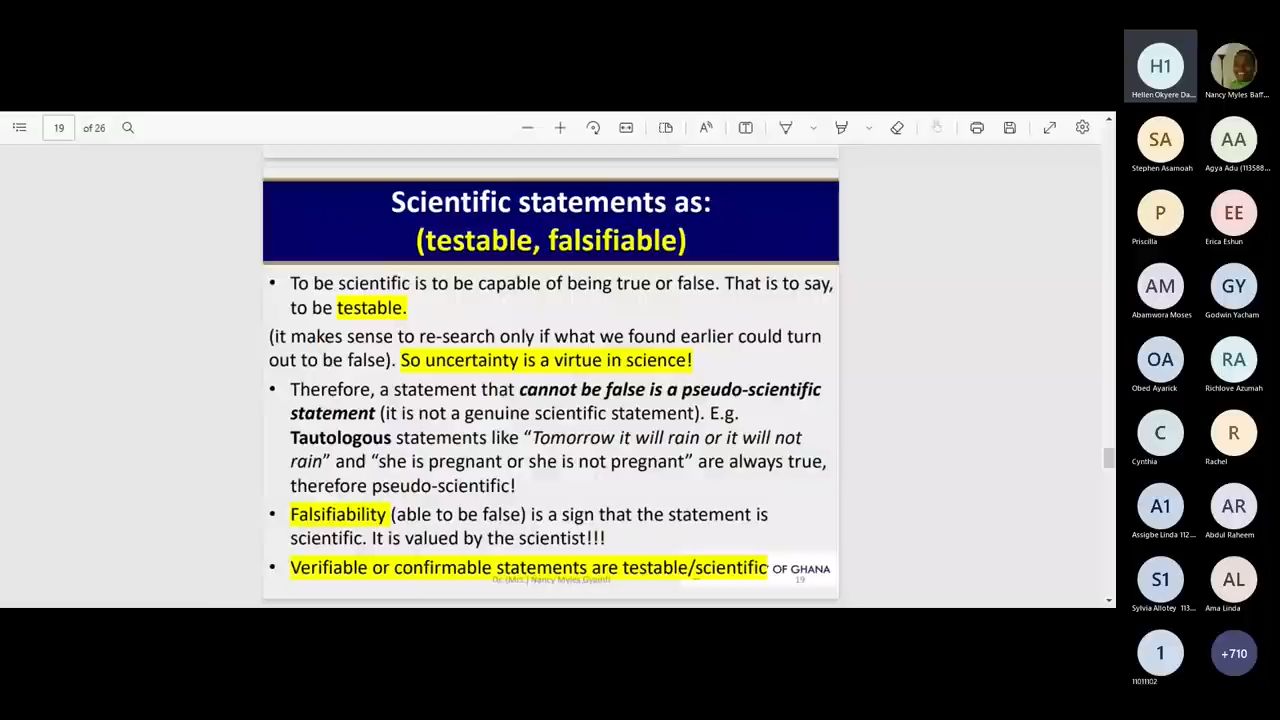 19 of 26
Scientific statements as:
(testable, falsifiable)
• To be scientific is to be capable of being true or false. That is to say,
to be testable.
(it makes sense to re-search only if what we found earlier could turn
out to be false). So uncertainty is a virtue in science!
• Therefore, a statement that cannot be false is a pseudo-scientific
statement (it is not a genuine scientific statement). E.g.
Tautologous statements like “Tomorrow it will rain or it will not
rain” and “she is pregnant or she is not pregnant” are always true,
therefore pseudo-scientific!
• Falsifiability (able to be false) is a sign that the statement is
scientific. It is valued by the scientist!!!
• Verifiable or confirmable statements are testable/scientific
OF GHANA
Dr. (Mrs.) Nancy Myles Gyamfi
19
H1
Hellen Okyere Da...
Nancy Myles Baff...
SA
Stephen Asamoah
AA
Agya Adu (113588...
P
Priscilla
EE
Erica Eshun
AM
Abamwora Moses
GY
Godwin Yacham
OA
Obed Ayarick
RA
Richlove Azumah
C
Cynthia
R
Rachel
A1
Assigbe Linda 112...
AR
Abdul Raheem
S1
Sylvia Allotey 113...
AL
Ama Linda
1
11011102
+710